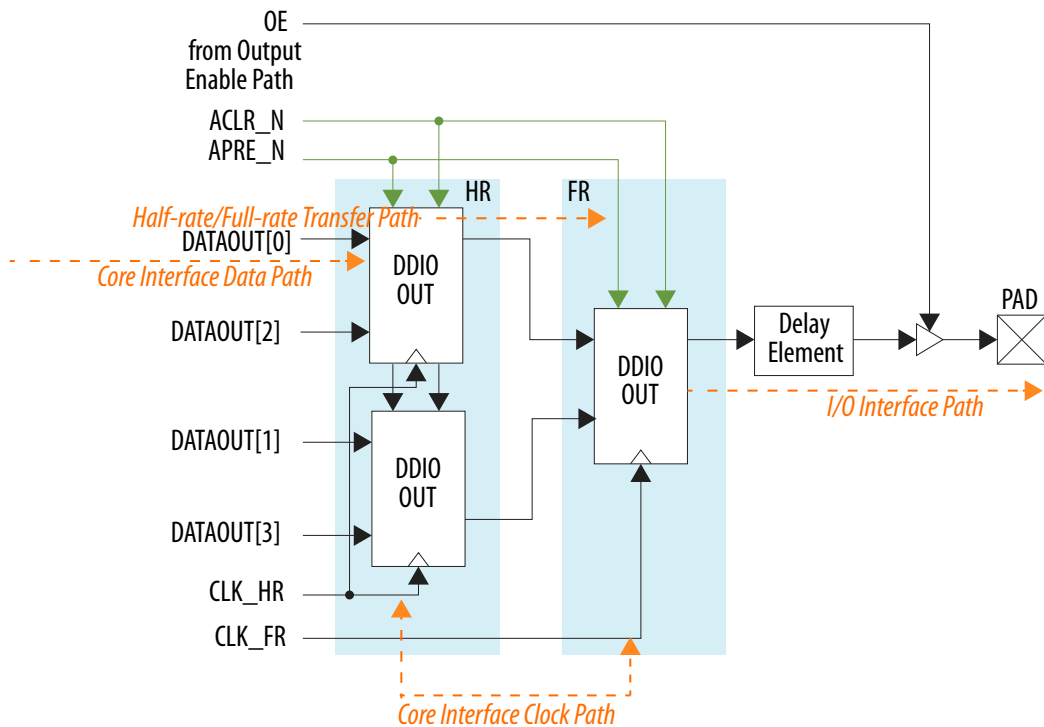 OE
from Output
Enable Path
ACLR_N
APRE_N
HR
FR
Half-rate/Full-rate Transfer Path
DATAOUT[0]
Core Interface Data Path
DDIO
OUT
DATAOUT[2]
PAD
Delay
Element
DDIO
OUT
I/O Interface Path
DATAOUT[1]
DDIO
OUT
DATAOUT[3]
CLK_HR
CLK_FR
Core Interface Clock Path